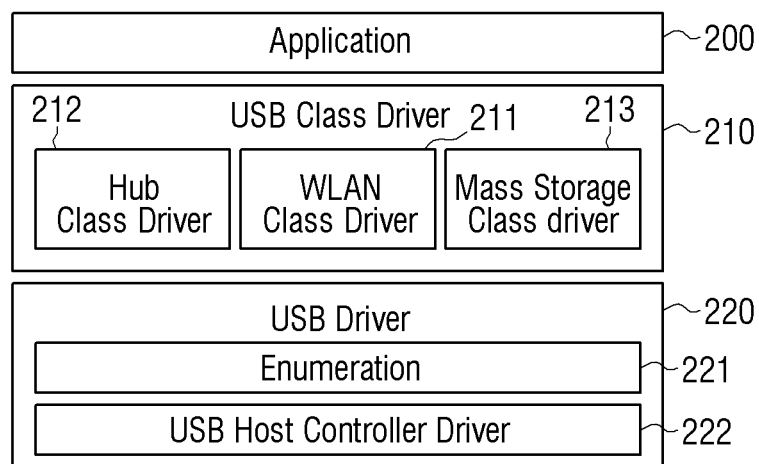 Application
200
212
USB Class Driver
211
213
210
Hub
Class Driver
WLAN
Class Driver
Mass Storage
Class driver
USB Driver
220
Enumeration
221
USB Host Controller Driver
222